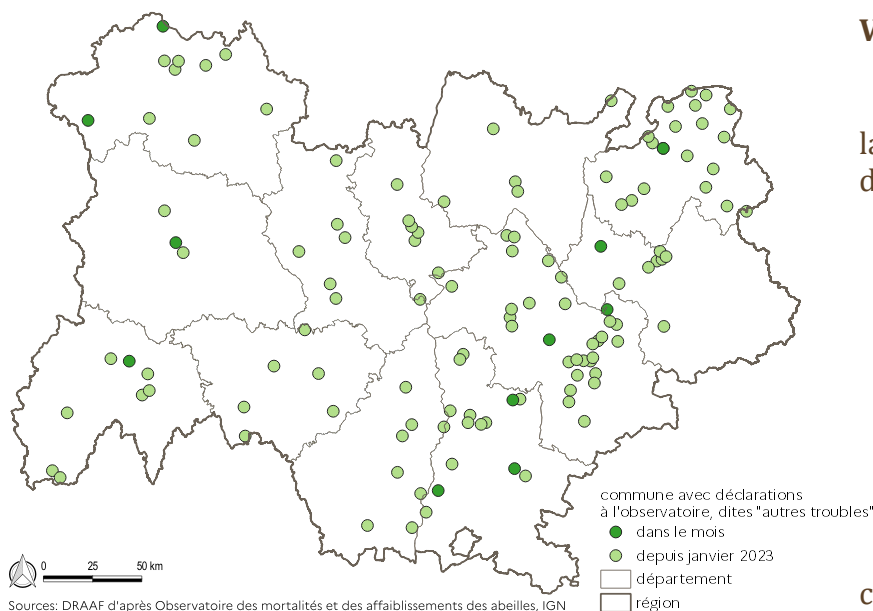 V
la
d
commune avec déclarations
à l'observatoire, dites "autres troubles"
dans le mois
depuis janvier 2023
département
région
0 25 50 km
Sources: DRAAF d'après Observatoire des mortalités et des affaiblissements des abeilles, IGN
c